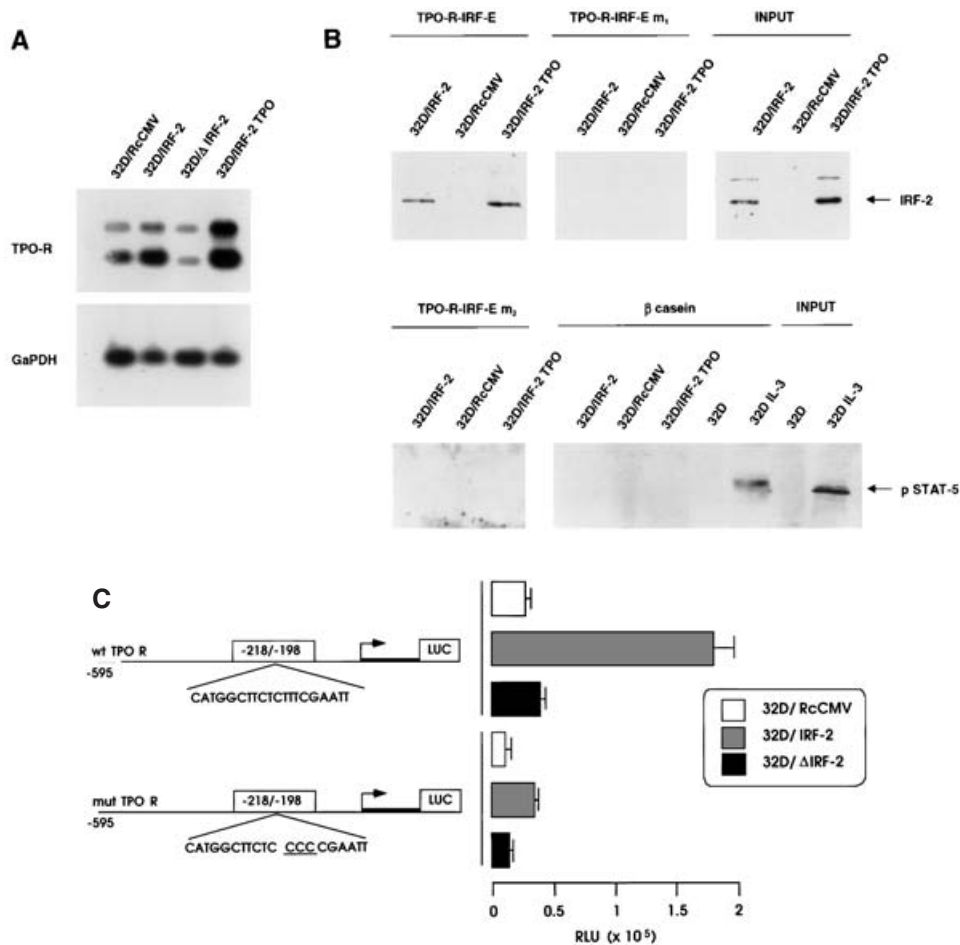 A
32D/RcCMV
32D/IRF-2
32D/Δ IRF-2
32D/IRF-2 TPO
TPO-R
GaPDH
B
TPO-R-IRF-E
TPO-R-IRF-E m₁
INPUT
32D/IRF-2
32D/RcCMV
32D/IRF-2 TPO
32D/IRF-2
32D/RcCMV
32D/IRF-2 TPO
32D/IRF-2
32D/RcCMV
32D/IRF-2 TPO
IRF-2
TPO-R-IRF-E m₂
β casein
INPUT
32D/IRF-2
32D/RcCMV
32D/IRF-2 TPO
32D/IRF-2
32D/RcCMV
32D/IRF-2 TPO
32D
32D IL-3
32D
32D IL-3
p STAT-5
C
wt TPO R
-595
-218/-198
LUC
CATGGCTTCTCTTTCGAATT
mut TPO R
-595
-218/-198
LUC
CATGGCTTCTC CCC CGAATT
32D/ RcCMV
32D/ IRF-2
32D/ ΔIRF-2
0 0.5 1 1.5 2
RLU (x 10⁵)